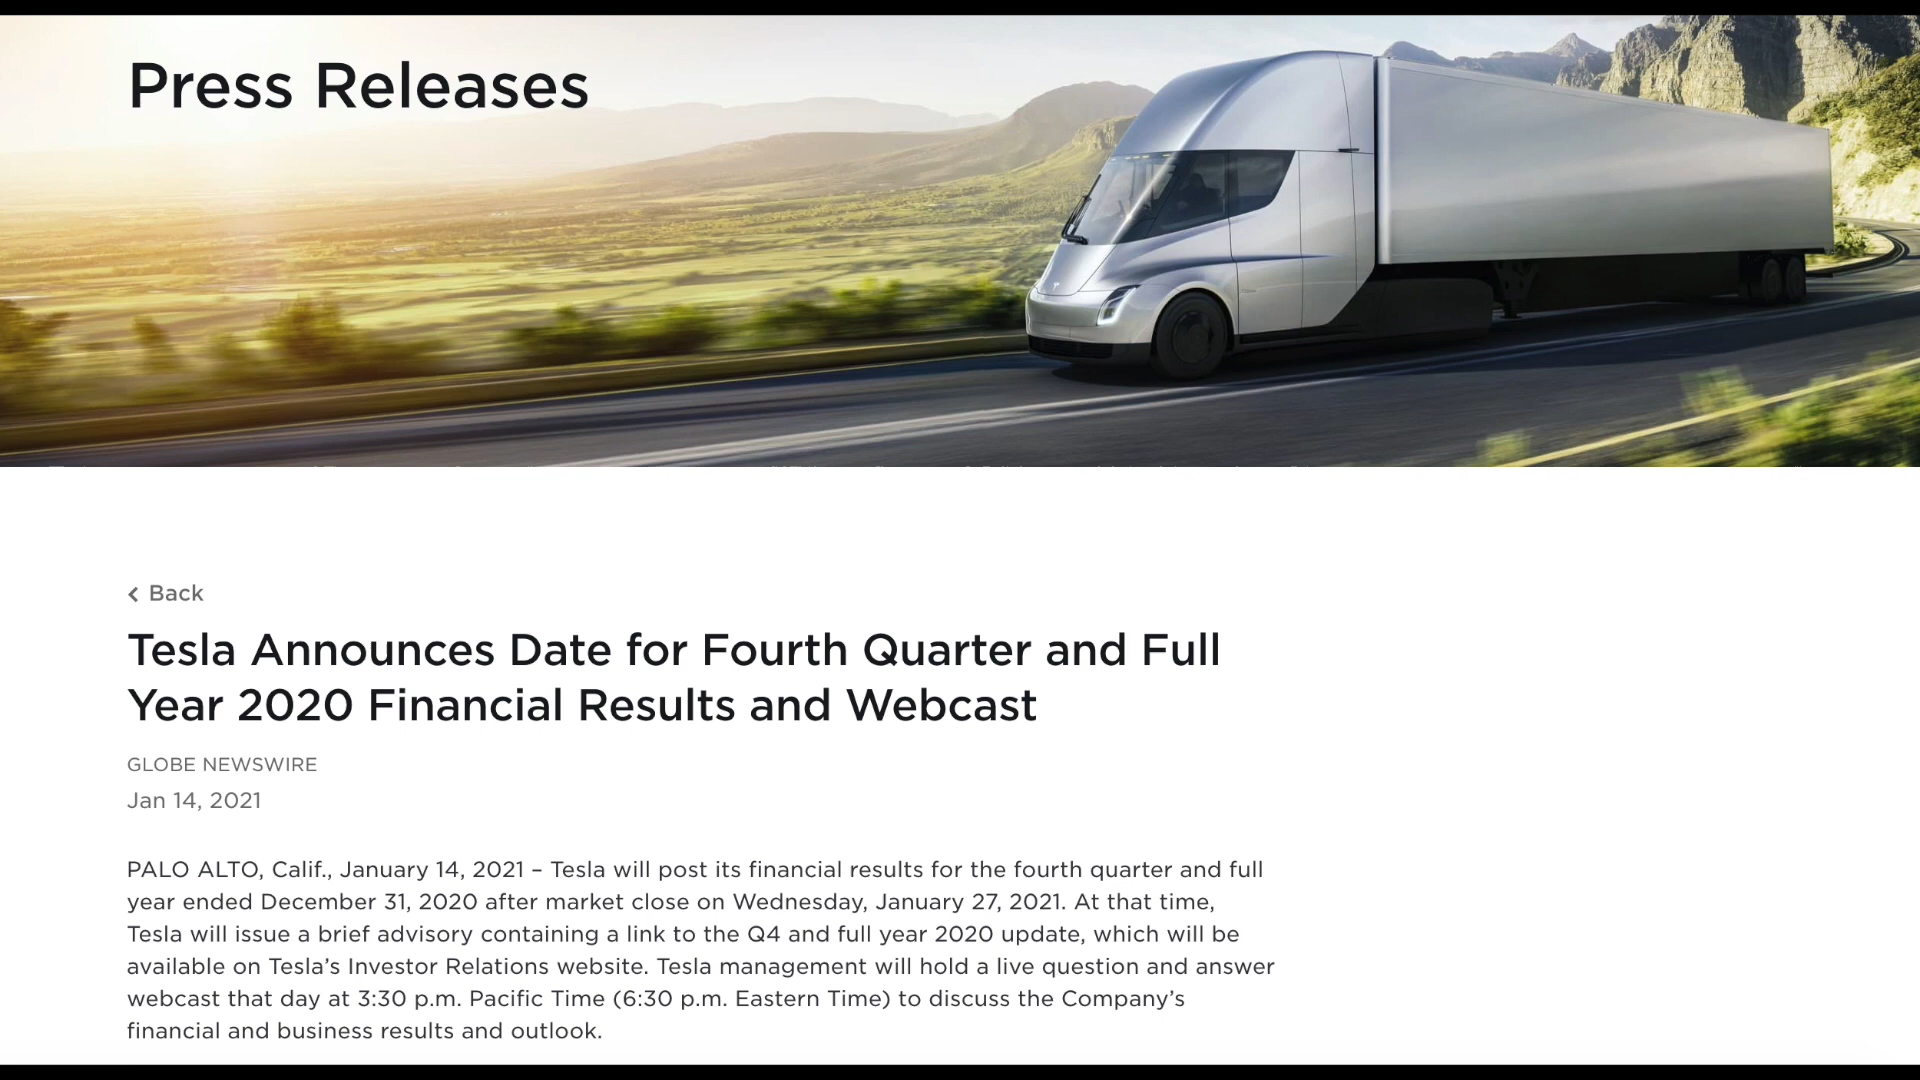 Press Releases
Back
Tesla Announces Date for Fourth Quarter and Full
Year 2020 Financial Results and Webcast
GLOBE NEWSWIRE
Jan 14, 2021
PALO ALTO, Calif., January 14, 2021 – Tesla will post its financial results for the fourth quarter and full
year ended December 31, 2020 after market close on Wednesday, January 27, 2021. At that time,
Tesla will issue a brief advisory containing a link to the Q4 and full year 2020 update, which will be
available on Tesla’s Investor Relations website. Tesla management will hold a live question and answer
webcast that day at 3:30 p.m. Pacific Time (6:30 p.m. Eastern Time) to discuss the Company’s
financial and business results and outlook.